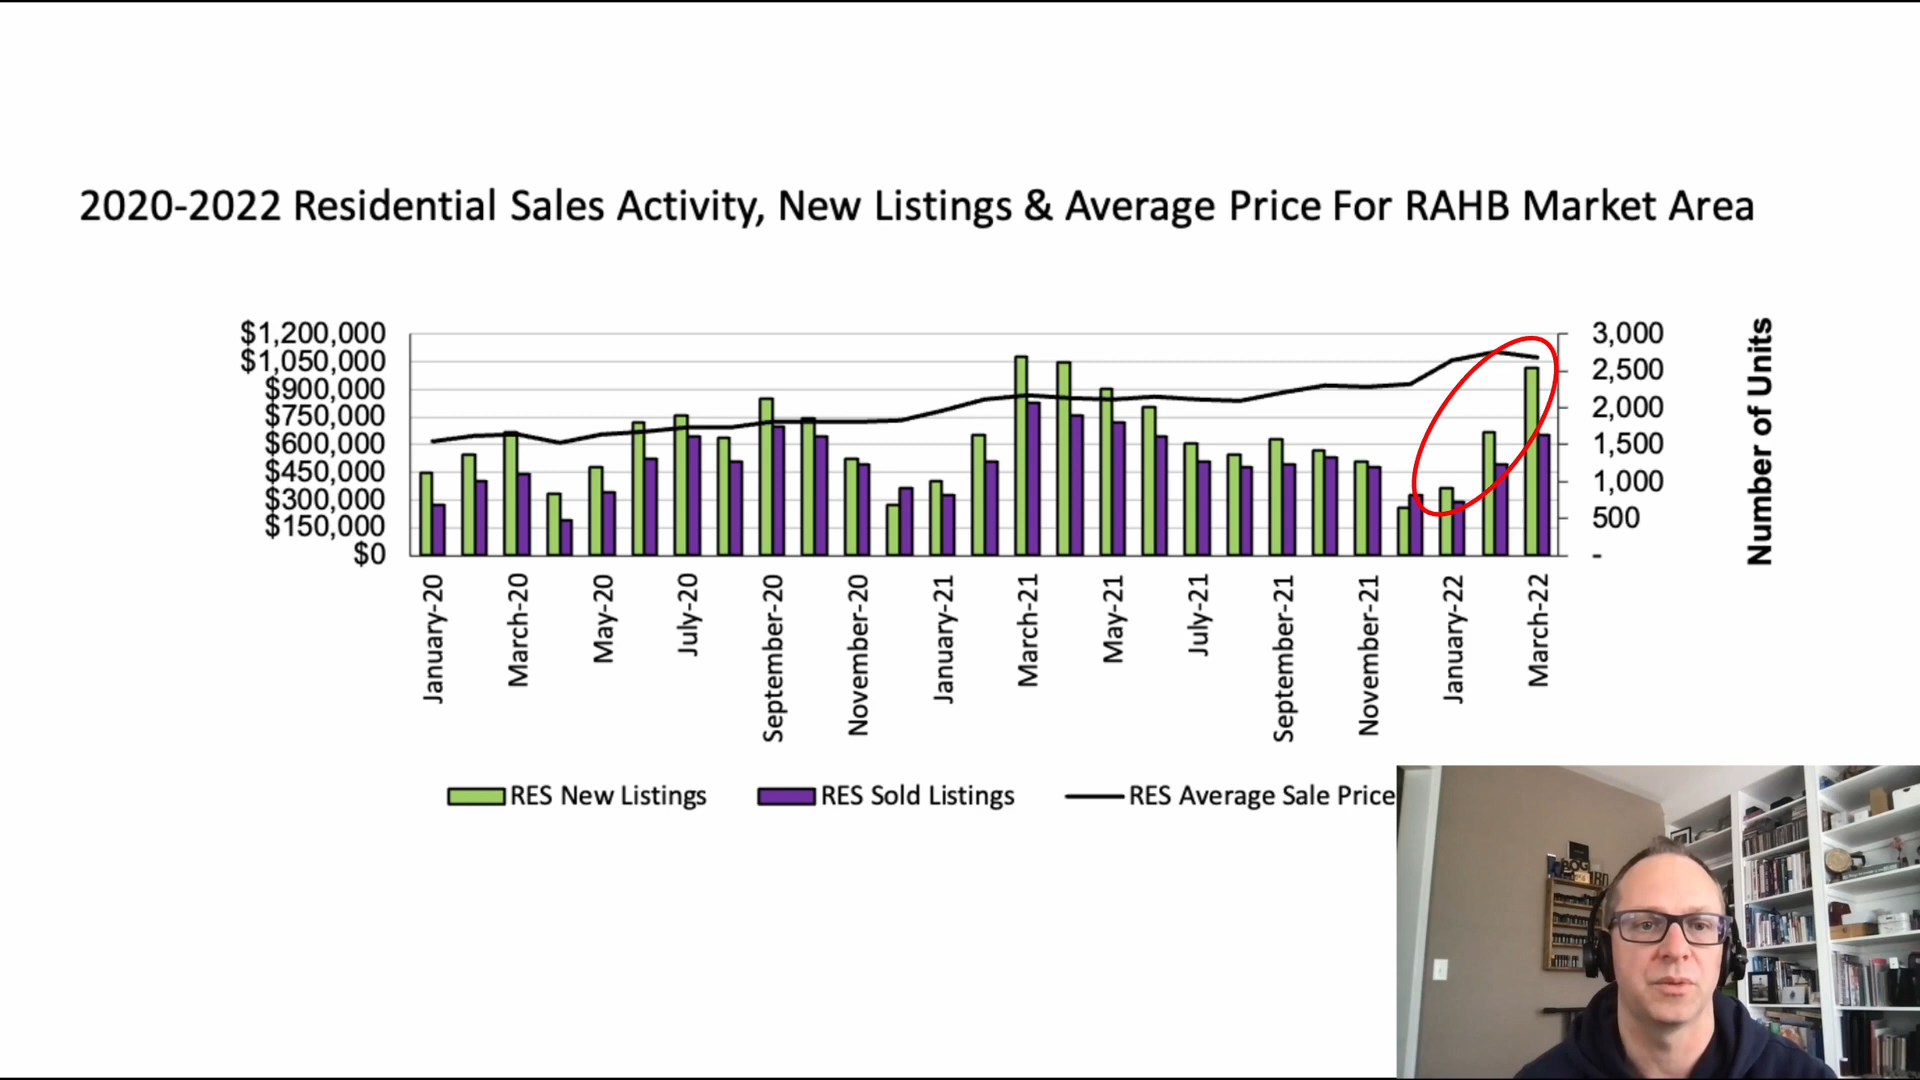 2020-2022 Residential Sales Activity, New Listings & Average Price For RAHB Market Area
$1,200,000
$1,050,000
$900,000
$750,000
$600,000
$450,000
$300,000
$150,000
$0
3,000
2,500
2,000
1,500
1,000
500
-
Number of Units
January-20
March-20
May-20
July-20
September-20
November-20
January-21
March-21
May-21
July-21
September-21
November-21
January-22
March-22
RES New Listings
RES Sold Listings
RES Average Sale Price